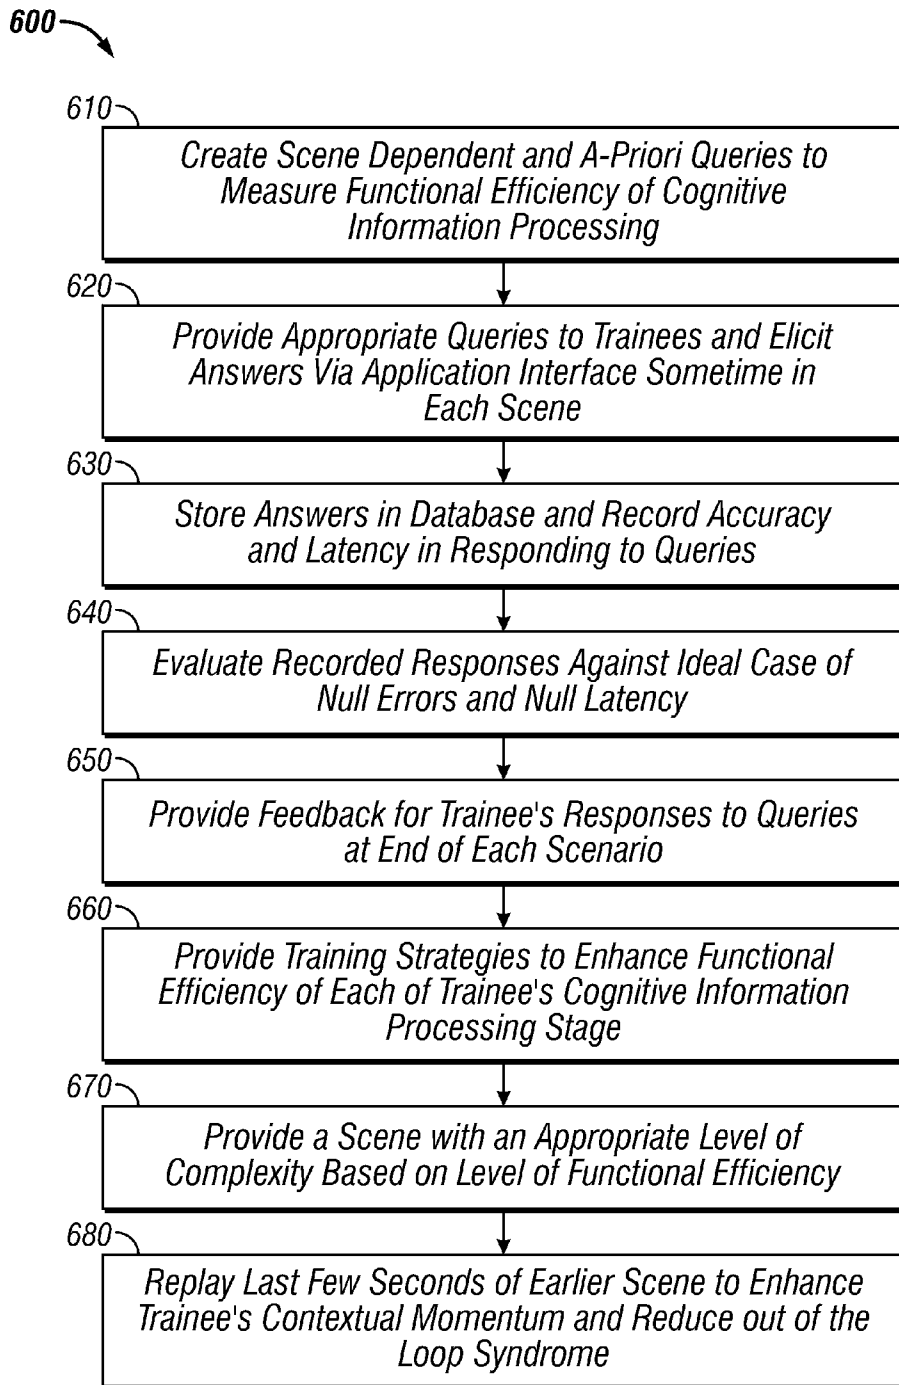 600
610
Create Scene Dependent and A-Priori Queries to
Measure Functional Efficiency of Cognitive
Information Processing
620
Provide Appropriate Queries to Trainees and Elicit
Answers Via Application Interface Sometime in
Each Scene
630
Store Answers in Database and Record Accuracy
and Latency in Responding to Queries
640
Evaluate Recorded Responses Against Ideal Case of
Null Errors and Null Latency
650
Provide Feedback for Trainee's Responses to Queries
at End of Each Scenario
660
Provide Training Strategies to Enhance Functional
Efficiency of Each of Trainee's Cognitive Information
Processing Stage
670
Provide a Scene with an Appropriate Level of
Complexity Based on Level of Functional Efficiency
680
Replay Last Few Seconds of Earlier Scene to Enhance
Trainee's Contextual Momentum and Reduce out of the
Loop Syndrome